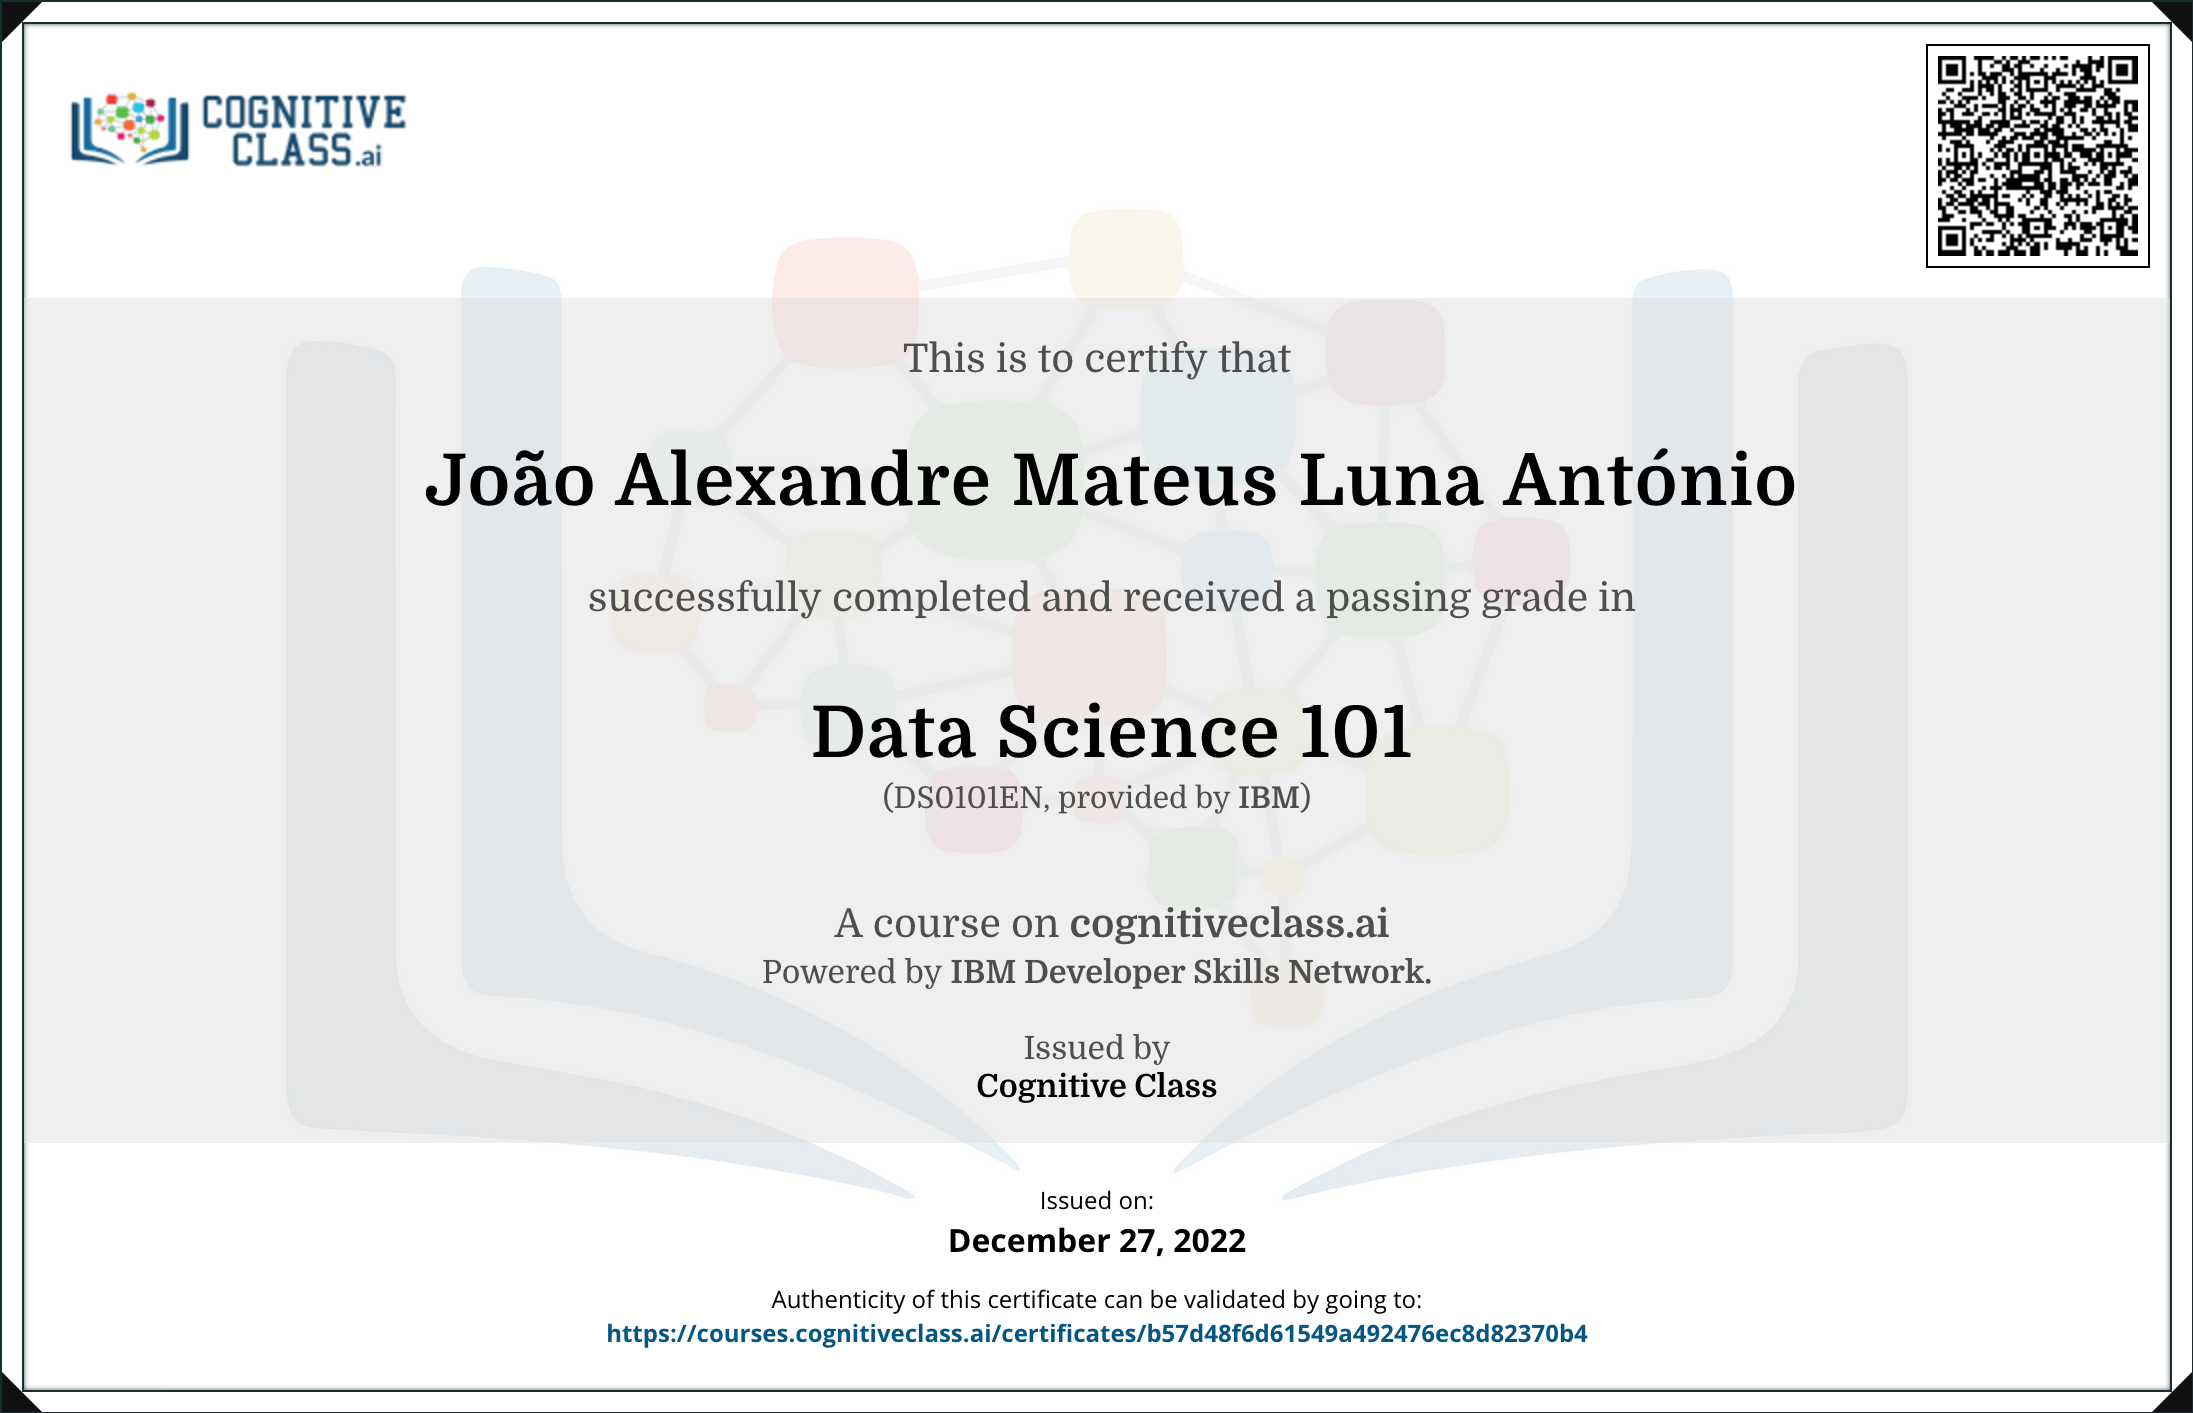 COGNITIVE
CLASS.ai
This is to certify that
João Alexandre Mateus Luna António
successfully completed and received a passing grade in
Data Science 101
(DS0101EN, provided by IBM)
A course on cognitiveclass.ai
Powered by IBM Developer Skills Network.
Issued by
Cognitive Class
Issued on:
December 27, 2022
Authenticity of this certificate can be validated by going to:
https://courses.cognitiveclass.ai/certificates/b57d48f6d61549a492476ec8d82370b4